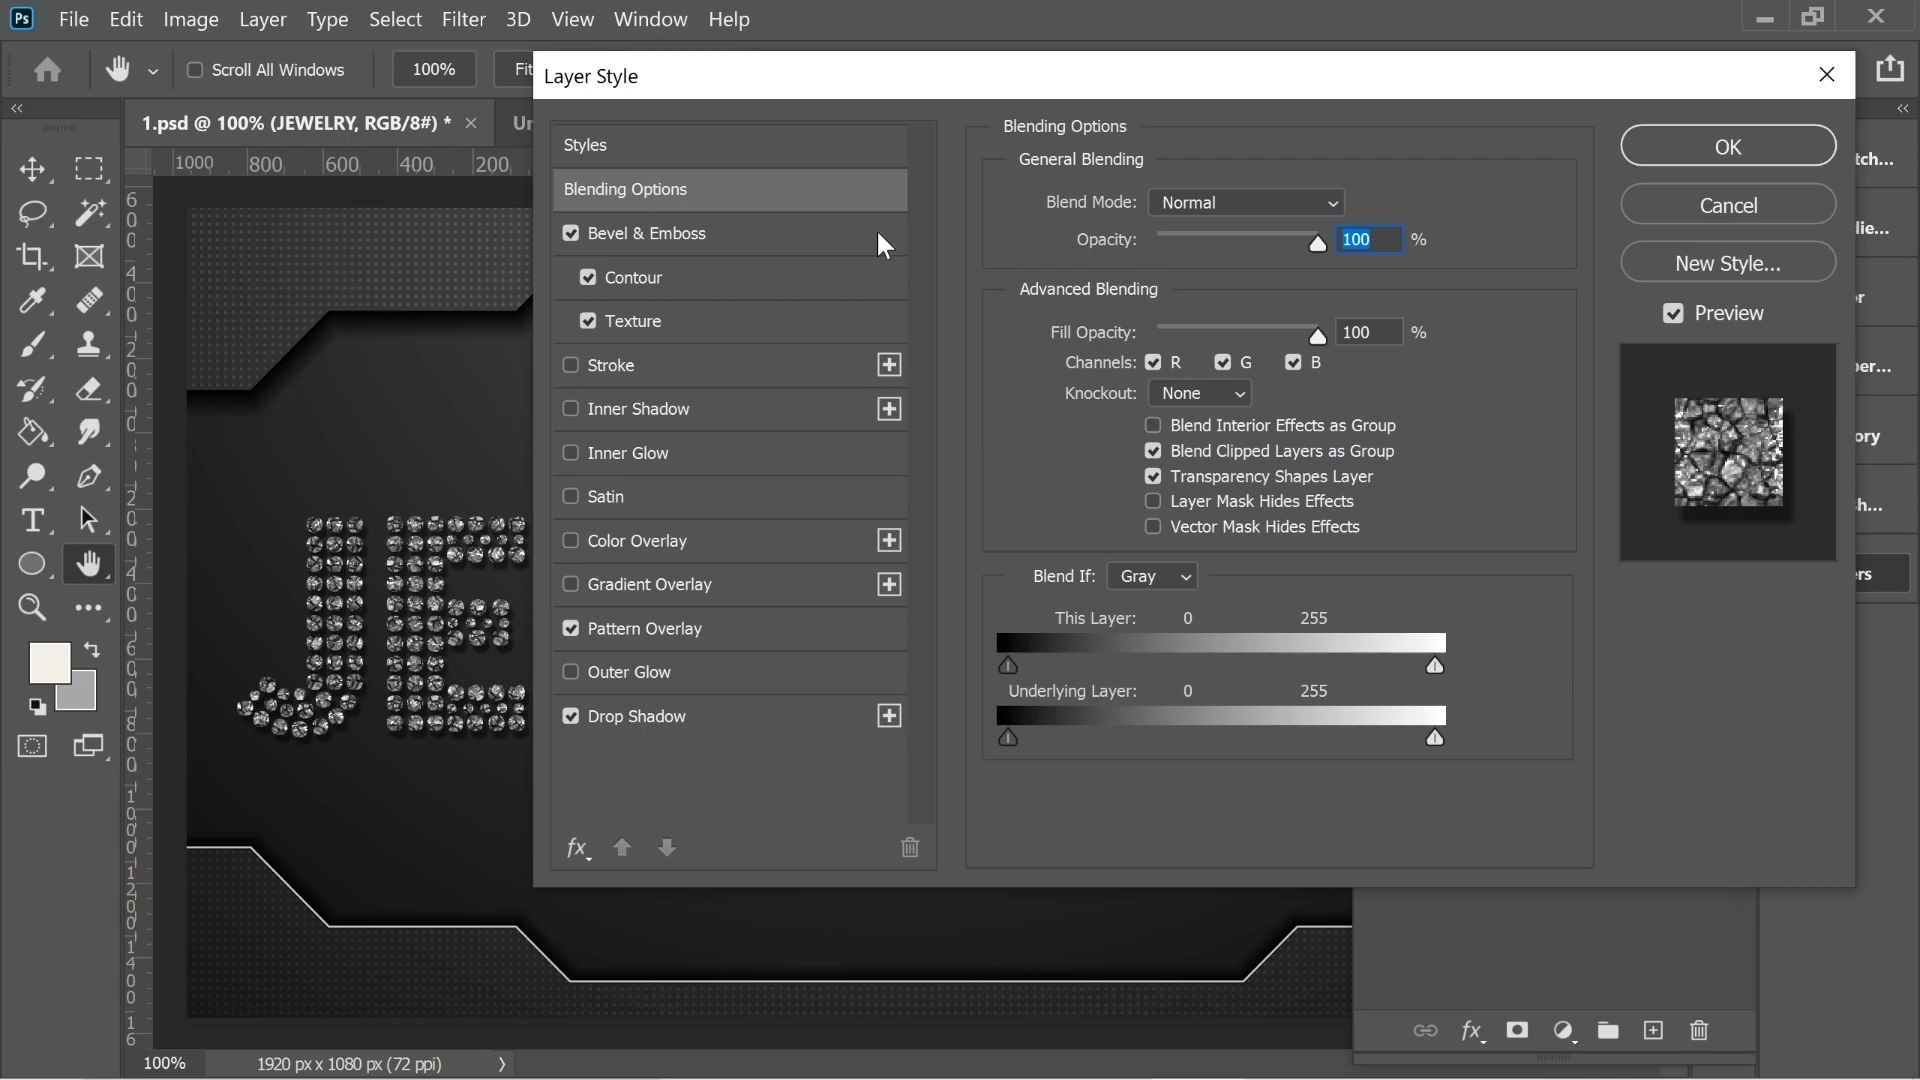 Ps File Edit Image Layer Type Select Filter 3D View Window Help
Scroll All Windows 100% Fit
Layer Style
1.psd @ 100% (JEWELRY, RGB/8#) *
1000 800 600 400 200
Styles
Blending Options
Bevel & Emboss
Contour
Texture
Stroke
Inner Shadow
Inner Glow
Satin
Color Overlay
Gradient Overlay
Pattern Overlay
Outer Glow
Drop Shadow
fx
Blending Options
General Blending
Blend Mode: Normal
Opacity: 100 %
Advanced Blending
Fill Opacity: 100 %
Channels: R G B
Knockout: None
Blend Interior Effects as Group
Blend Clipped Layers as Group
Transparency Shapes Layer
Layer Mask Hides Effects
Vector Mask Hides Effects
Blend If: Gray
This Layer: 0 255
Underlying Layer: 0 255
OK
Cancel
New Style...
Preview
JE
fx
100% 1920 px x 1080 px (72 ppi)